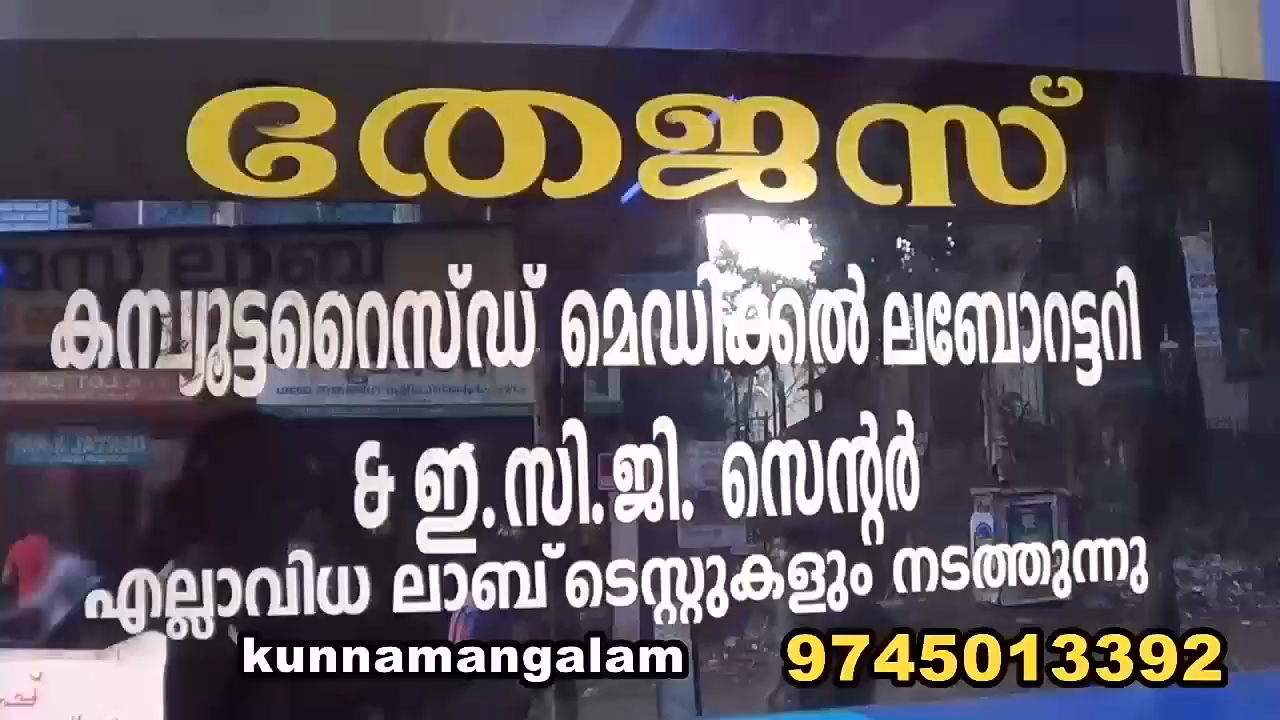 തേജസ്
കമ്പ്യൂട്ടറൈസ്ഡ് മെഡിക്കൽ ലബോറട്ടറി
& ഇ.സി.ജി. സെന്റർ
എല്ലാവിധ ലാബ് ടെസ്റ്റുകളും നടത്തുന്നു
kunnamangalam 9745013392